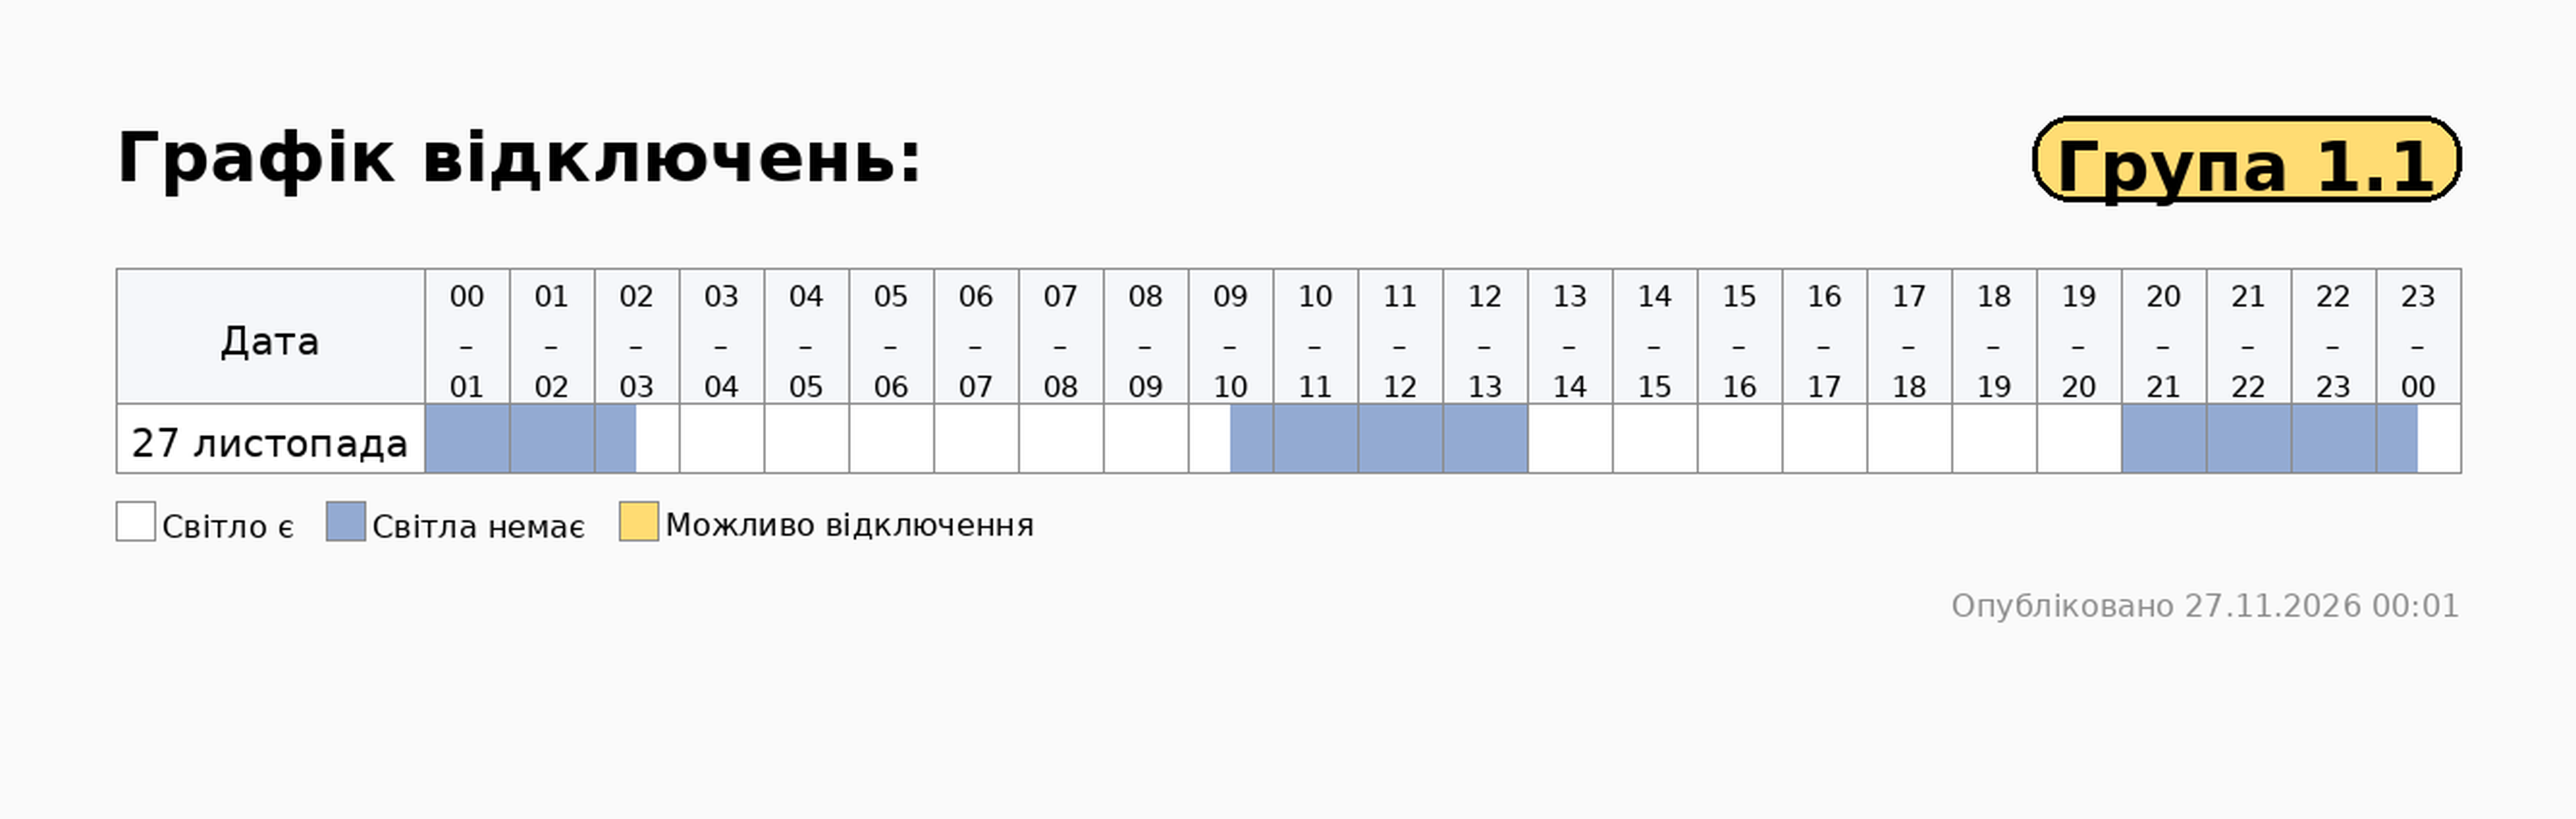 Графік відключень:
Група 1.1
Дата
00 – 01
01 – 02
02 – 03
03 – 04
04 – 05
05 – 06
06 – 07
07 – 08
08 – 09
09 – 10
10 – 11
11 – 12
12 – 13
13 – 14
14 – 15
15 – 16
16 – 17
17 – 18
18 – 19
19 – 20
20 – 21
21 – 22
22 – 23
23 – 00
27 листопада
Світло є
Світла немає
Можливо відключення
Опубліковано 27.11.2026 00:01